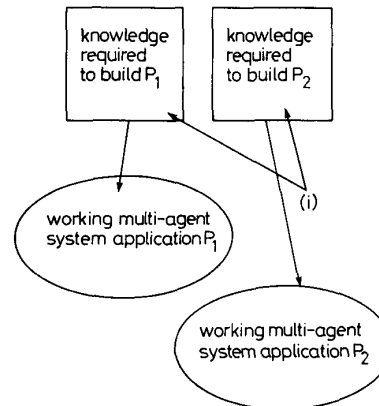 knowledge
required
to build P1
knowledge
required
to build P2
(i)
working multi-agent
system application P1
working multi-agent
system application P2